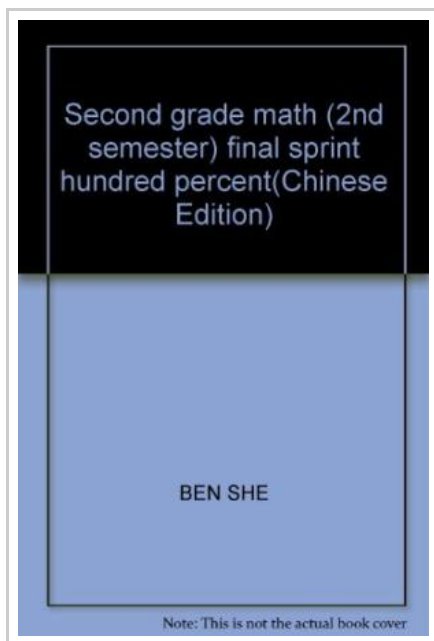 Second grade math (2nd
semester) final sprint
hundred percent(Chinese
Edition)
BEN SHE
Note: This is not the actual book cover